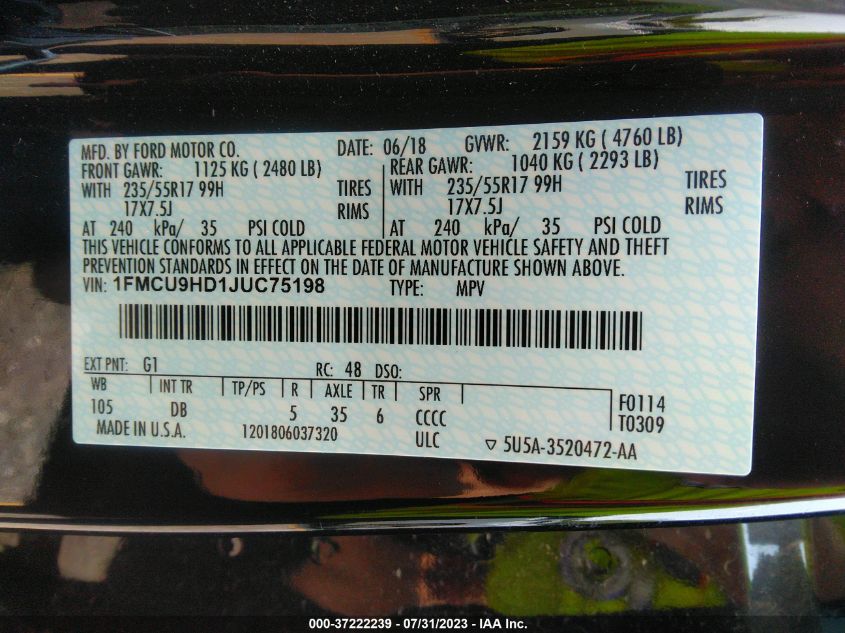 MFD. BY FORD MOTOR CO. DATE: 06/18 GVWR: 2159 KG ( 4760 LB)
FRONT GAWR: 1125 KG ( 2480 LB) REAR GAWR: 1040 KG ( 2293 LB)
WITH 235/55R17 99H TIRES WITH 235/55R17 99H TIRES
17X7.5J RIMS 17X7.5J RIMS
AT 240 kPa/ 35 PSI COLD AT 240 kPa/ 35 PSI COLD
THIS VEHICLE CONFORMS TO ALL APPLICABLE FEDERAL MOTOR VEHICLE SAFETY AND THEFT
PREVENTION STANDARDS IN EFFECT ON THE DATE OF MANUFACTURE SHOWN ABOVE.
VIN: 1FMCU9HD1JUC75198 TYPE: MPV
EXT PNT: G1 RC: 48 DSO:
WB INT TR TP/PS R AXLE TR SPR
105 DB 5 35 6 CCCC F0114
T0309
MADE IN U.S.A. 1201806037320 ULC ▽ 5U5A-3520472-AA
000-37222239 - 07/31/2023 - IAA Inc.